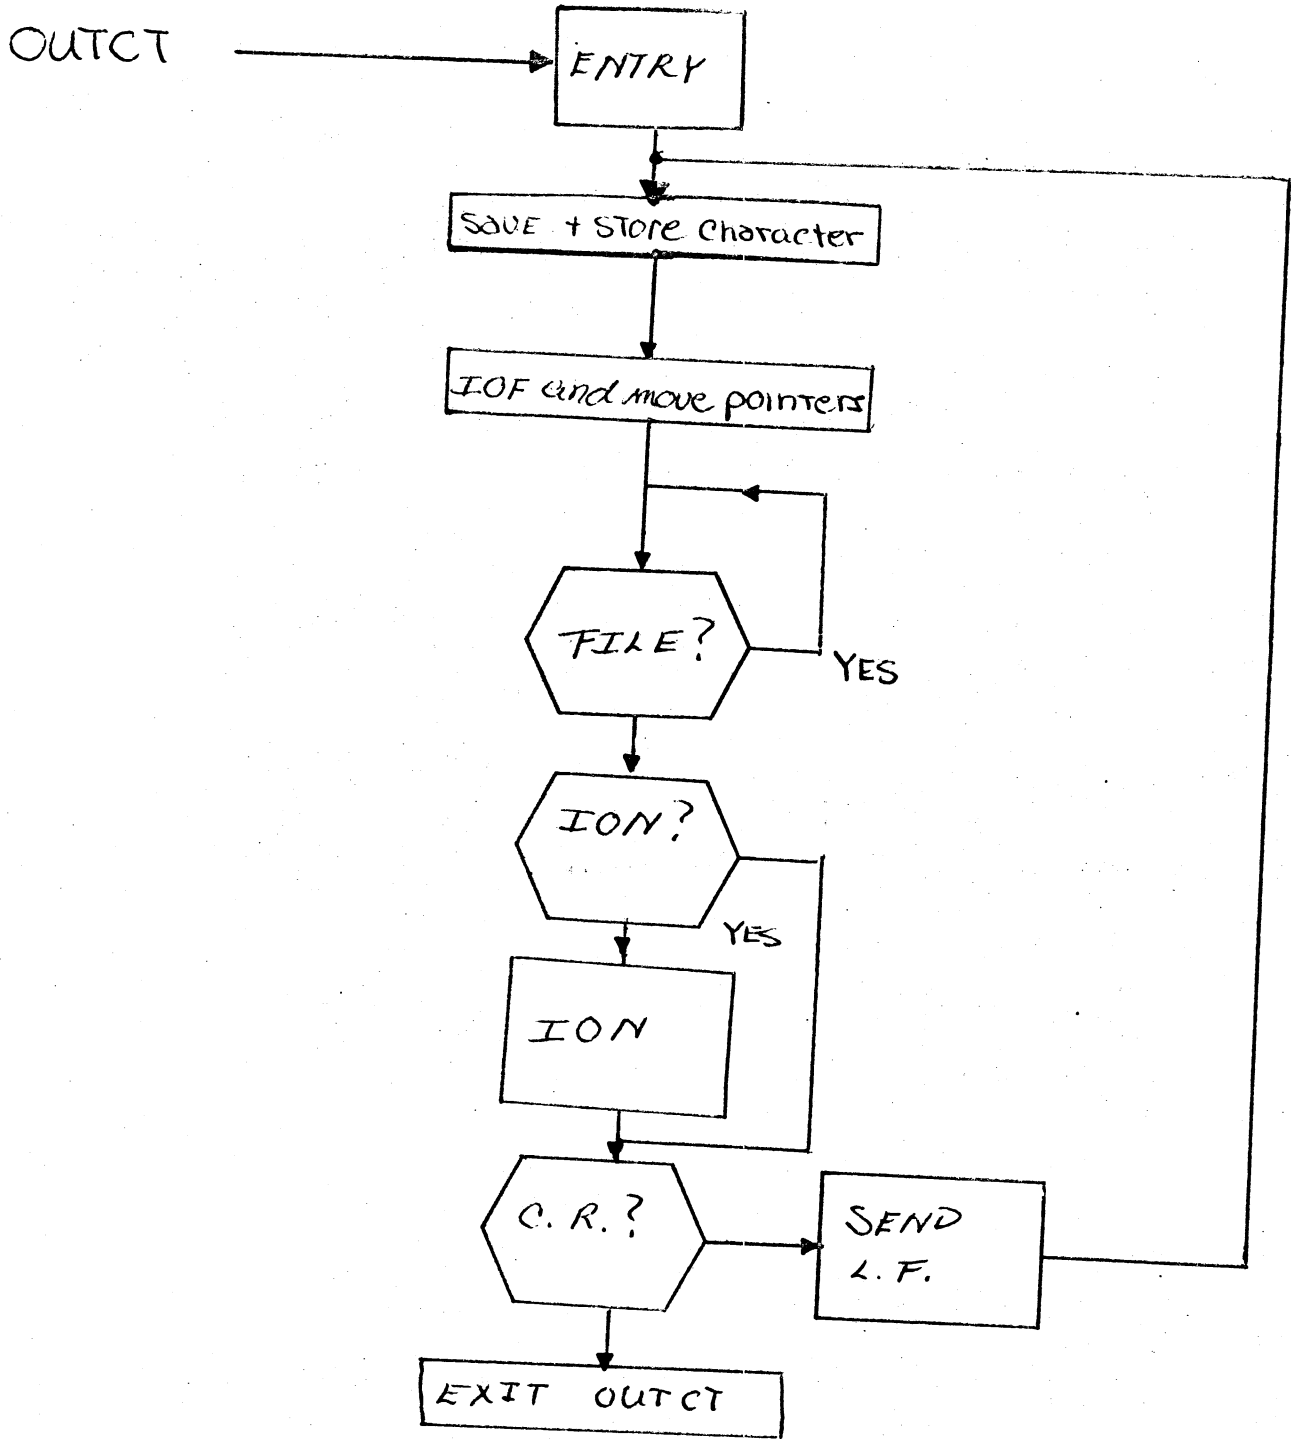 OUTCT
ENTRY
SAVE + STORE Character
IOF and move pointers
FILE?
YES
ION?
YES
ION
C.R.?
SEND
L.F.
EXIT OUTCT